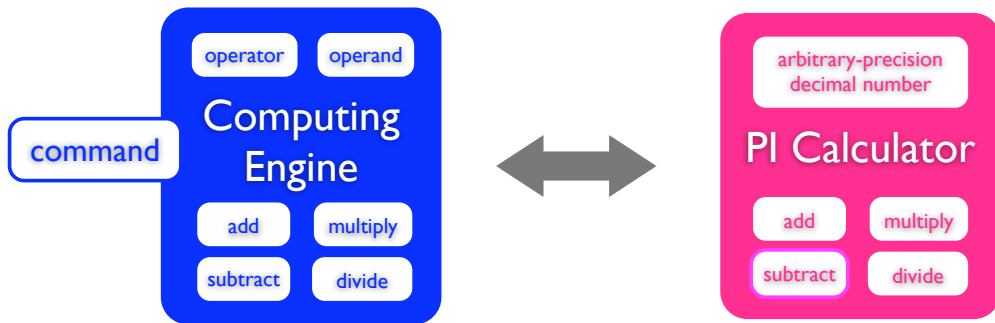 operator operand
Computing
Engine
command
add multiply
subtract divide
arbitrary-precision
decimal number
PI Calculator
add multiply
subtract divide